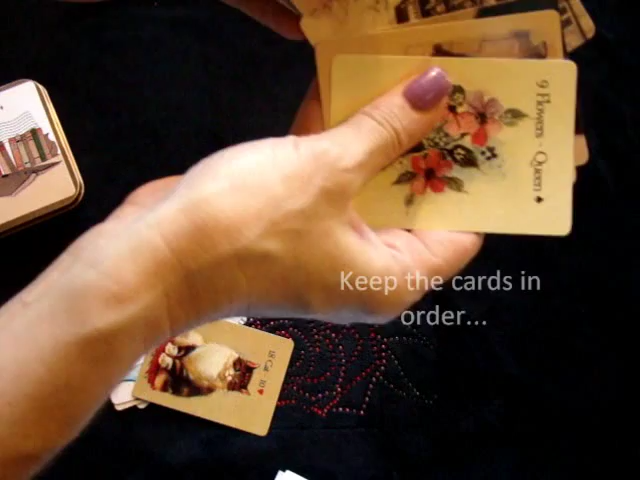 9 Flowers ~ Queen ♠
Keep the cards in
order...
18 Cat ~ 10 ♥